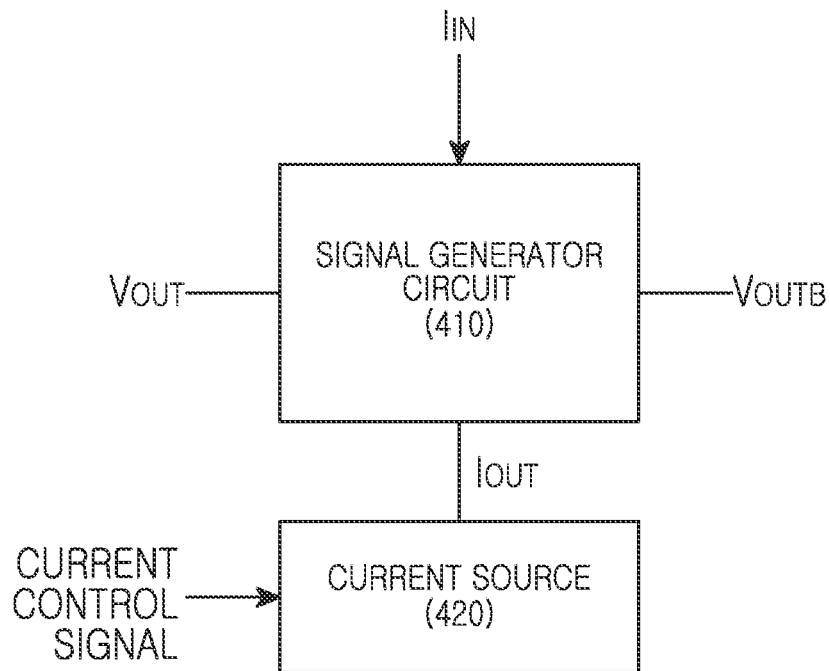 IIN
SIGNAL GENERATOR
CIRCUIT
(410)
VOUT
VOUTB
IOUT
CURRENT
CONTROL
SIGNAL
CURRENT SOURCE
(420)